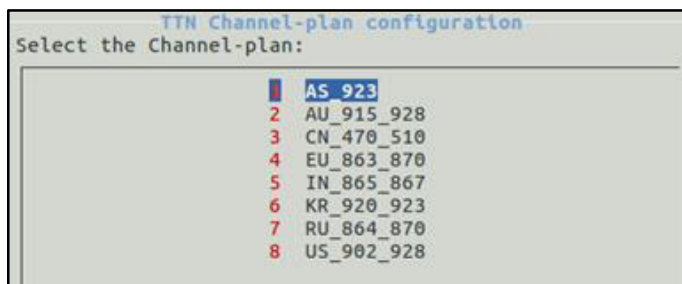 TTN Channel-plan configuration
Select the Channel-plan:
1 AS_923
2 AU_915_928
3 CN_470_510
4 EU_863_870
5 IN_865_867
6 KR_920_923
7 RU_864_870
8 US_902_928